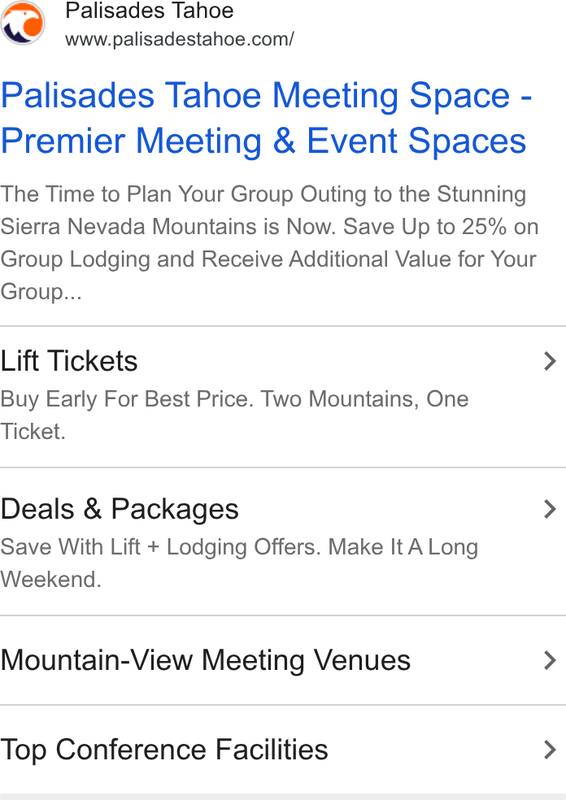 Palisades Tahoe
www.palisadestahoe.com/
Palisades Tahoe Meeting Space -
Premier Meeting & Event Spaces
The Time to Plan Your Group Outing to the Stunning
Sierra Nevada Mountains is Now. Save Up to 25% on
Group Lodging and Receive Additional Value for Your
Group...
Lift Tickets
Buy Early For Best Price. Two Mountains, One
Ticket.
Deals & Packages
Save With Lift + Lodging Offers. Make It A Long
Weekend.
Mountain-View Meeting Venues
Top Conference Facilities